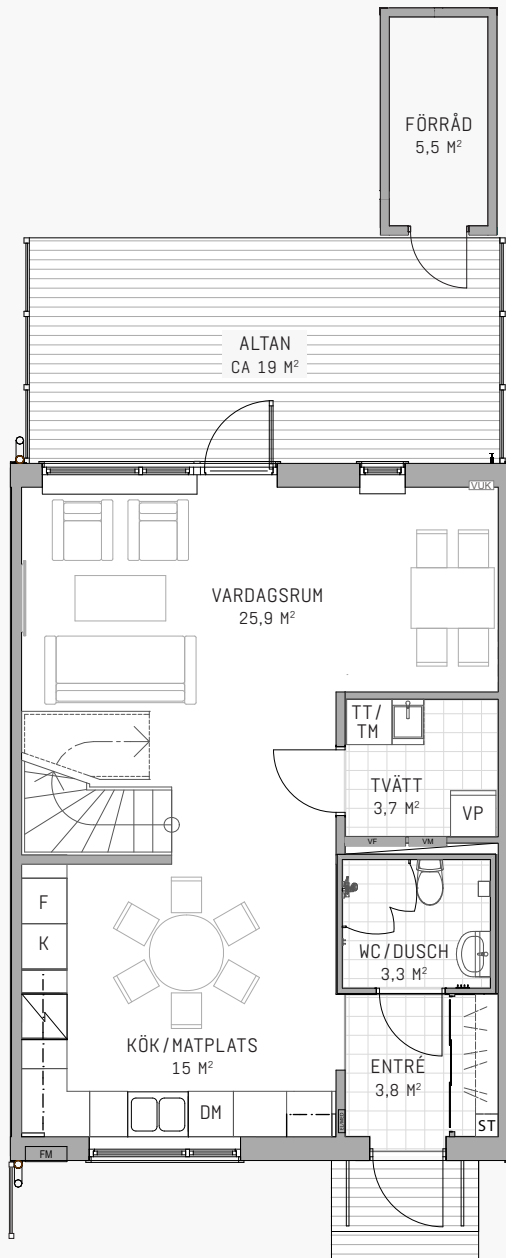 FÖRRÅD
5,5 M²
ALTAN
CA 19 M²
VUK
VARDAGSRUM
25,9 M²
TT/
TM
TVÄTT
3,7 M²
VP
VF
VM
F
K
WC/DUSCH
3,3 M²
KÖK/MATPLATS
15 M²
ENTRÉ
3,8 M²
DM
ST
FM